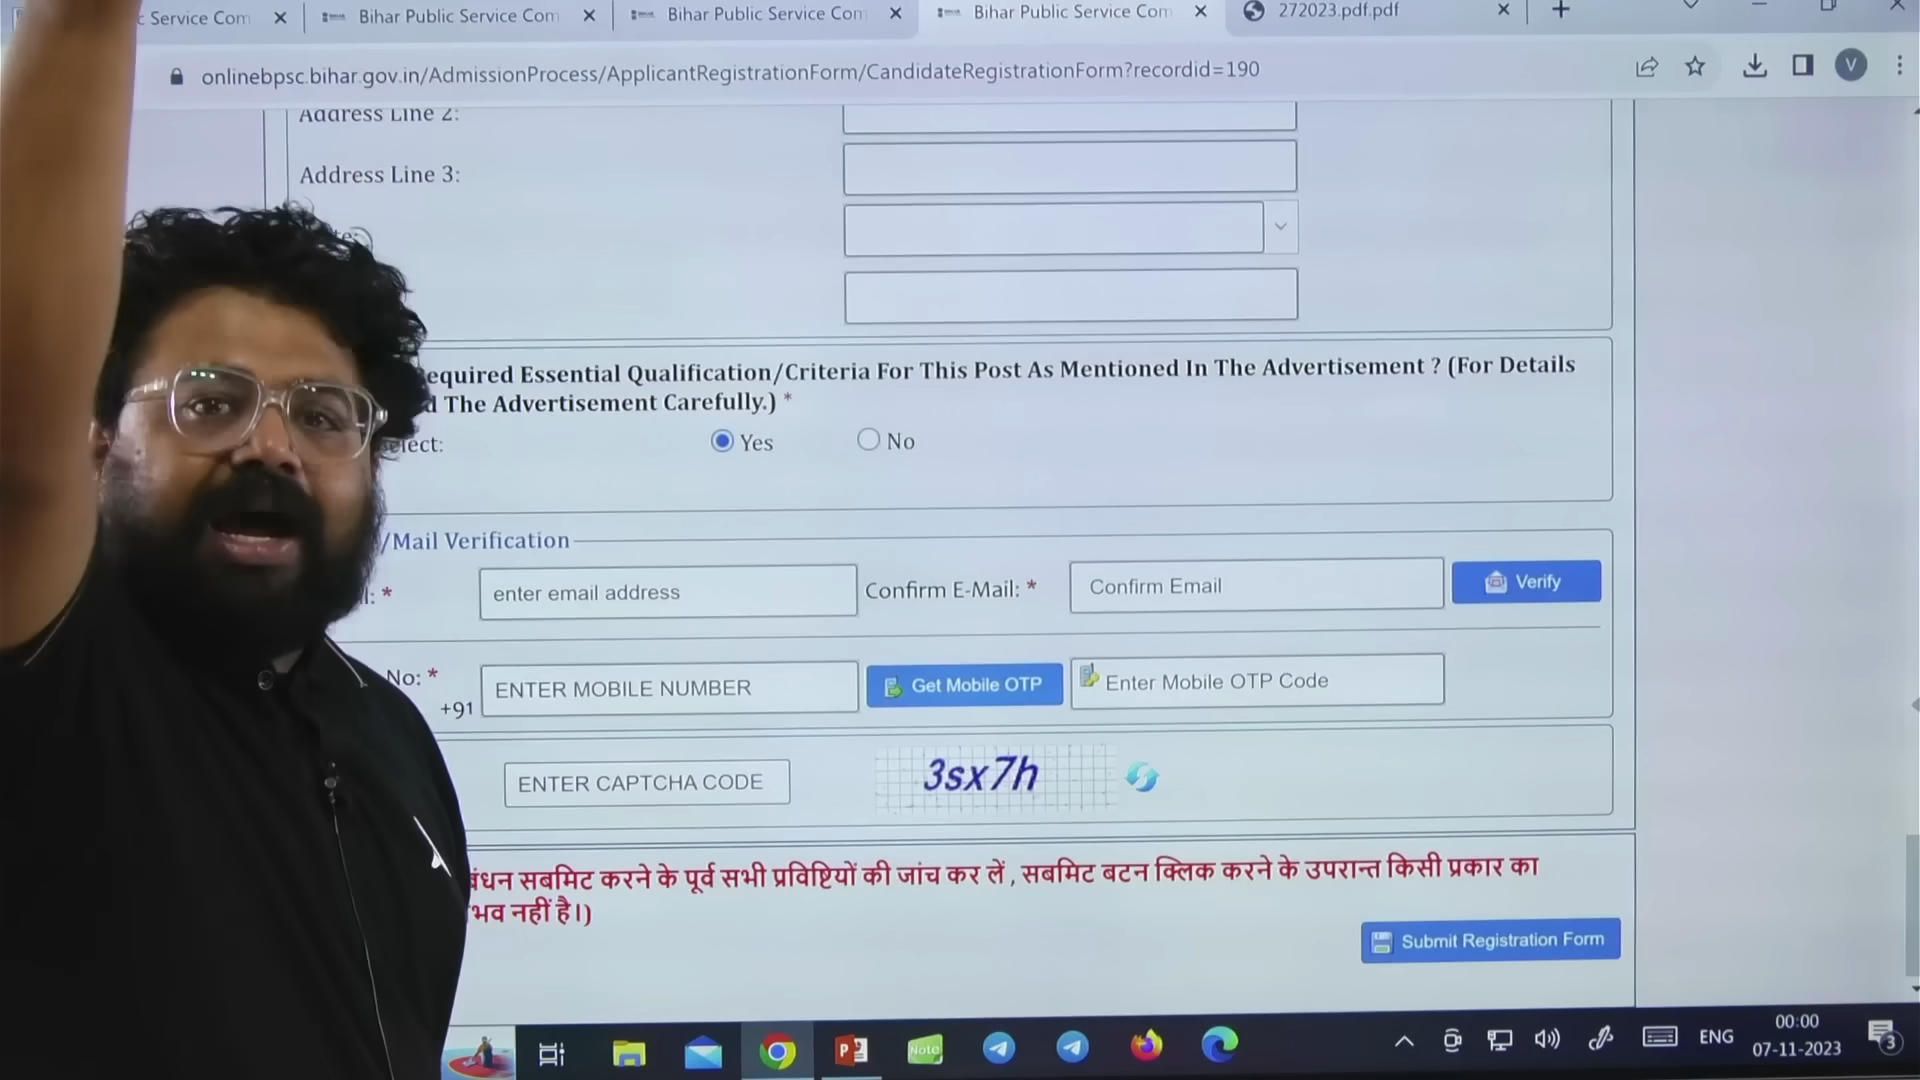 c Service Com
Bihar Public Service Com
Bihar Public Service Com
Bihar Public Service Com
272023.pdf.pdf
onlinebpsc.bihar.gov.in/AdmissionProcess/ApplicantRegistrationForm/CandidateRegistrationForm?recordid=190
V
Address Line 2:
Address Line 3:
te:
equired Essential Qualification/Criteria For This Post As Mentioned In The Advertisement ? (For Details
d The Advertisement Carefully.) *
elect:
Yes
No
/Mail Verification
l: *
enter email address
Confirm E-Mail: *
Confirm Email
Verify
No: *
+91
ENTER MOBILE NUMBER
Get Mobile OTP
Enter Mobile OTP Code
ENTER CAPTCHA CODE
3sx7h
बंधन सबमिट करने के पूर्व सभी प्रविष्टियों की जांच कर लें , सबमिट बटन क्लिक करने के उपरान्त किसी प्रकार का
भव नहीं है।)
Submit Registration Form
P
Note
ENG
00:00
07-11-2023
3